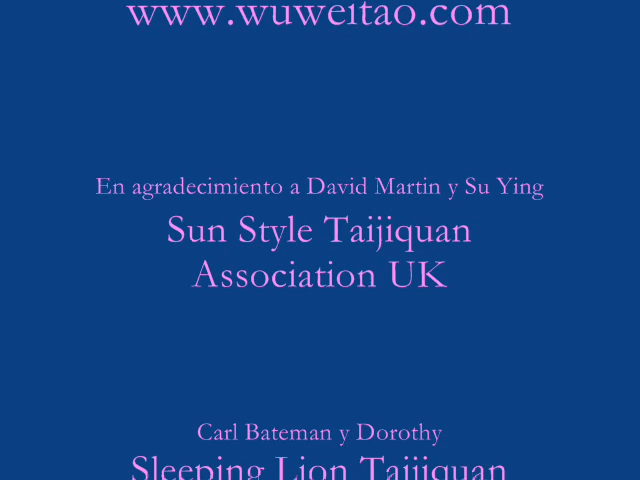 www.wuweitao.com
En agradecimiento a David Martin y Su Ying
Sun Style Taijiquan
Association UK
Carl Bateman y Dorothy
Sleeping Lion Taijiquan